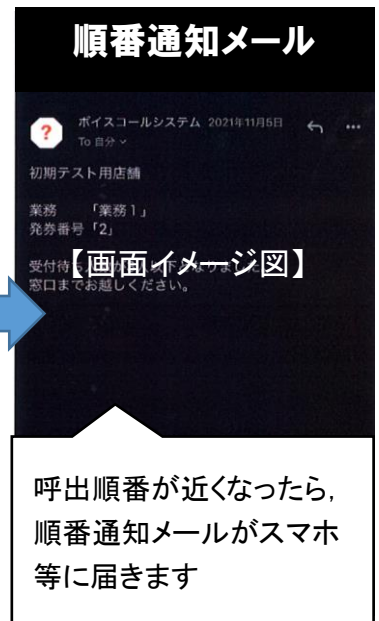 順番通知メール
ボイスコールシステム 2021年11月5日
To 自分
初期テスト用店舗
業務 「業務1」
発券番号「2」
【画面イメージ図】
受付待ち
窓口までお越しください。
呼出順番が近くなったら,
順番通知メールがスマホ
等に届きます